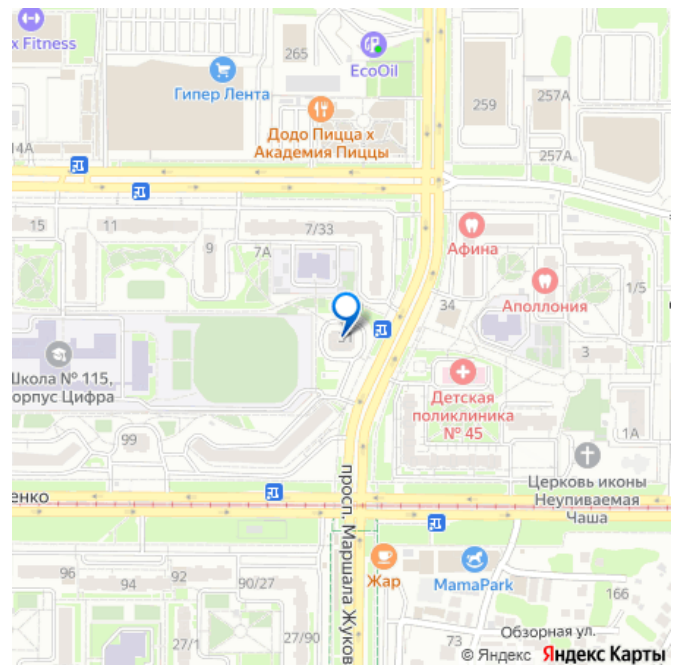 x Fitness
265
EcoOil
Гипер Лента
259
257А
Додо Пицца х
Академия Пиццы
14А
257А
15
11
7/33
9
7А
Афина
Аполлония
1/5
34
31
3
Школа № 115,
корпус Цифра
Детская
поликлиника
№ 45
99
1А
Церковь иконы
Неупиваемая
Чаша
енко
просп. Маршала Жуков
96
94
92
90/27
Жар
MamaPark
166
27/1
27/90
73
Обзорная ул.
© Яндекс Яндекс Карты